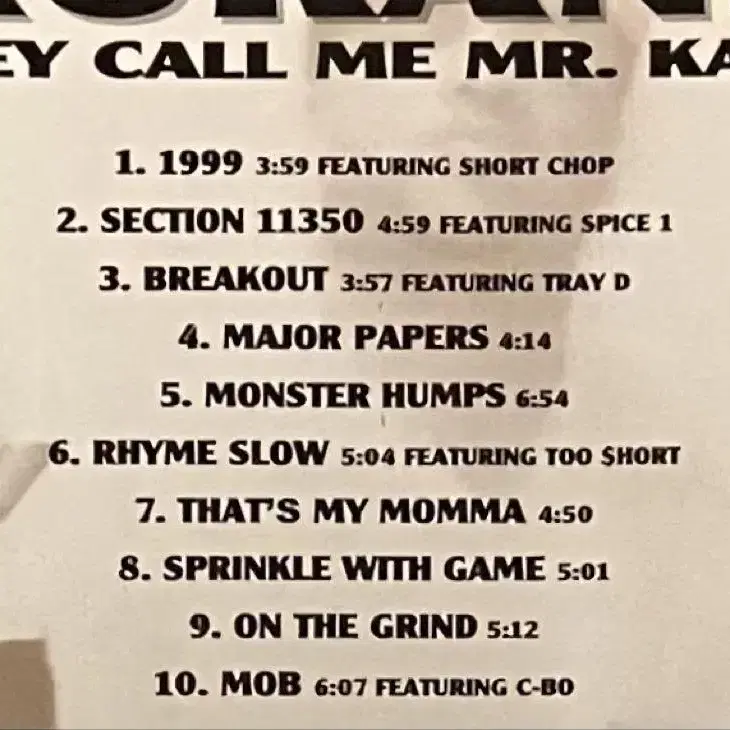 EY CALL ME MR. KA
1. 1999 3:59 FEATURING SHORT CHOP
2. SECTION 11350 4:59 FEATURING SPICE 1
3. BREAKOUT 3:57 FEATURING TRAY D
4. MAJOR PAPERS 4:14
5. MONSTER HUMPS 6:54
6. RHYME SLOW 5:04 FEATURING TOO $HORT
7. THAT'S MY MOMMA 4:50
8. SPRINKLE WITH GAME 5:01
9. ON THE GRIND 5:12
10. MOB 6:07 FEATURING C-BO